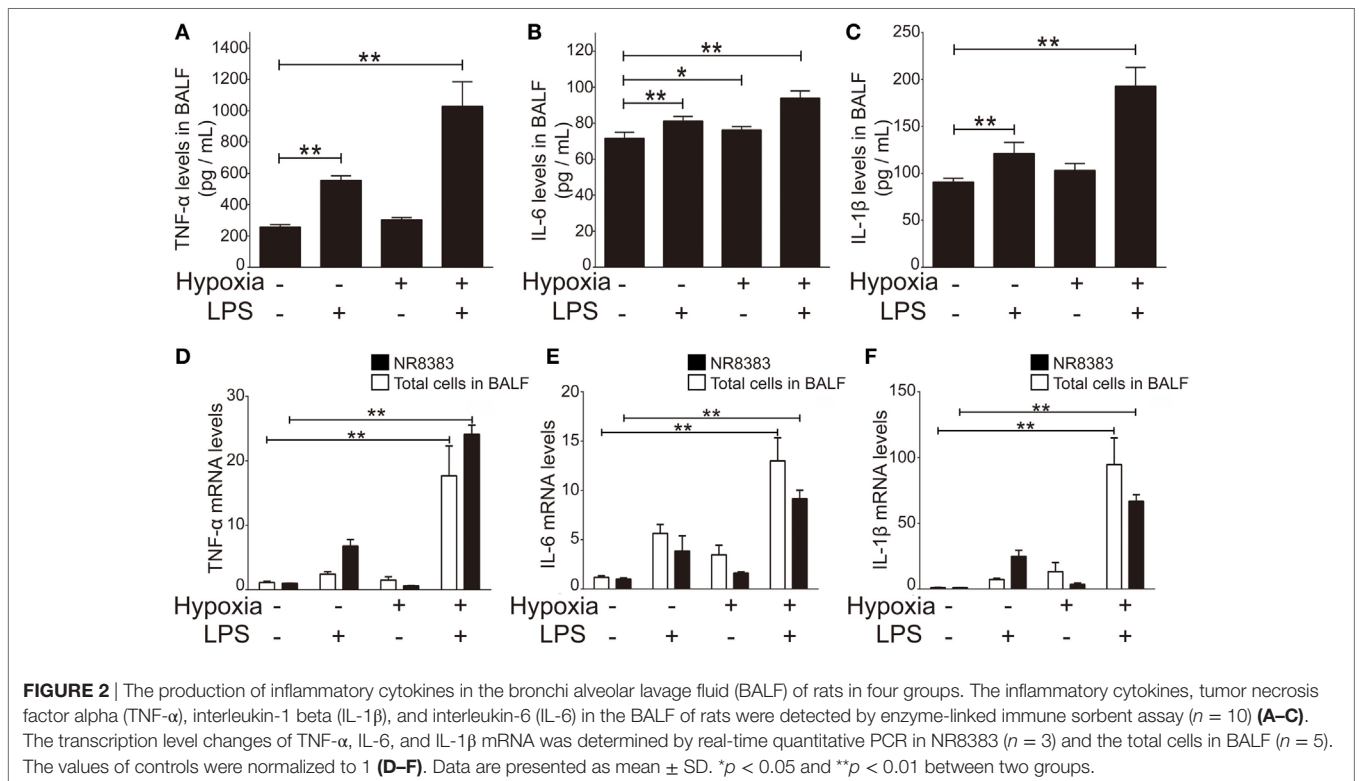 A
TNF-α levels in BALF
(pg / mL)
1400
1200
1000
800
600
400
200
0
**
**
Hypoxia - - + +
LPS - + - +
B
IL-6 levels in BALF
(pg / mL)
120
100
80
60
40
20
0
**
*
**
Hypoxia - - + +
LPS - + - +
C
IL-1β levels in BALF
(pg / mL)
250
200
150
100
50
0
**
**
Hypoxia - - + +
LPS - + - +
D
NR8383
Total cells in BALF
TNF-α mRNA levels
30
20
10
0
**
**
Hypoxia - - + +
LPS - + - +
E
NR8383
Total cells in BALF
IL-6 mRNA levels
20
15
10
5
0
**
**
Hypoxia - - + +
LPS - + - +
F
NR8383
Total cells in BALF
IL-1β mRNA levels
150
100
50
0
**
**
Hypoxia - - + +
LPS - + - +
FIGURE 2 | The production of inflammatory cytokines in the bronchi alveolar lavage fluid (BALF) of rats in four groups. The inflammatory cytokines, tumor necrosis
factor alpha (TNF-α), interleukin-1 beta (IL-1β), and interleukin-6 (IL-6) in the BALF of rats were detected by enzyme-linked immune sorbent assay (n = 10) (A–C).
The transcription level changes of TNF-α, IL-6, and IL-1β mRNA was determined by real-time quantitative PCR in NR8383 (n = 3) and the total cells in BALF (n = 5).
The values of controls were normalized to 1 (D–F). Data are presented as mean ± SD. *p < 0.05 and **p < 0.01 between two groups.